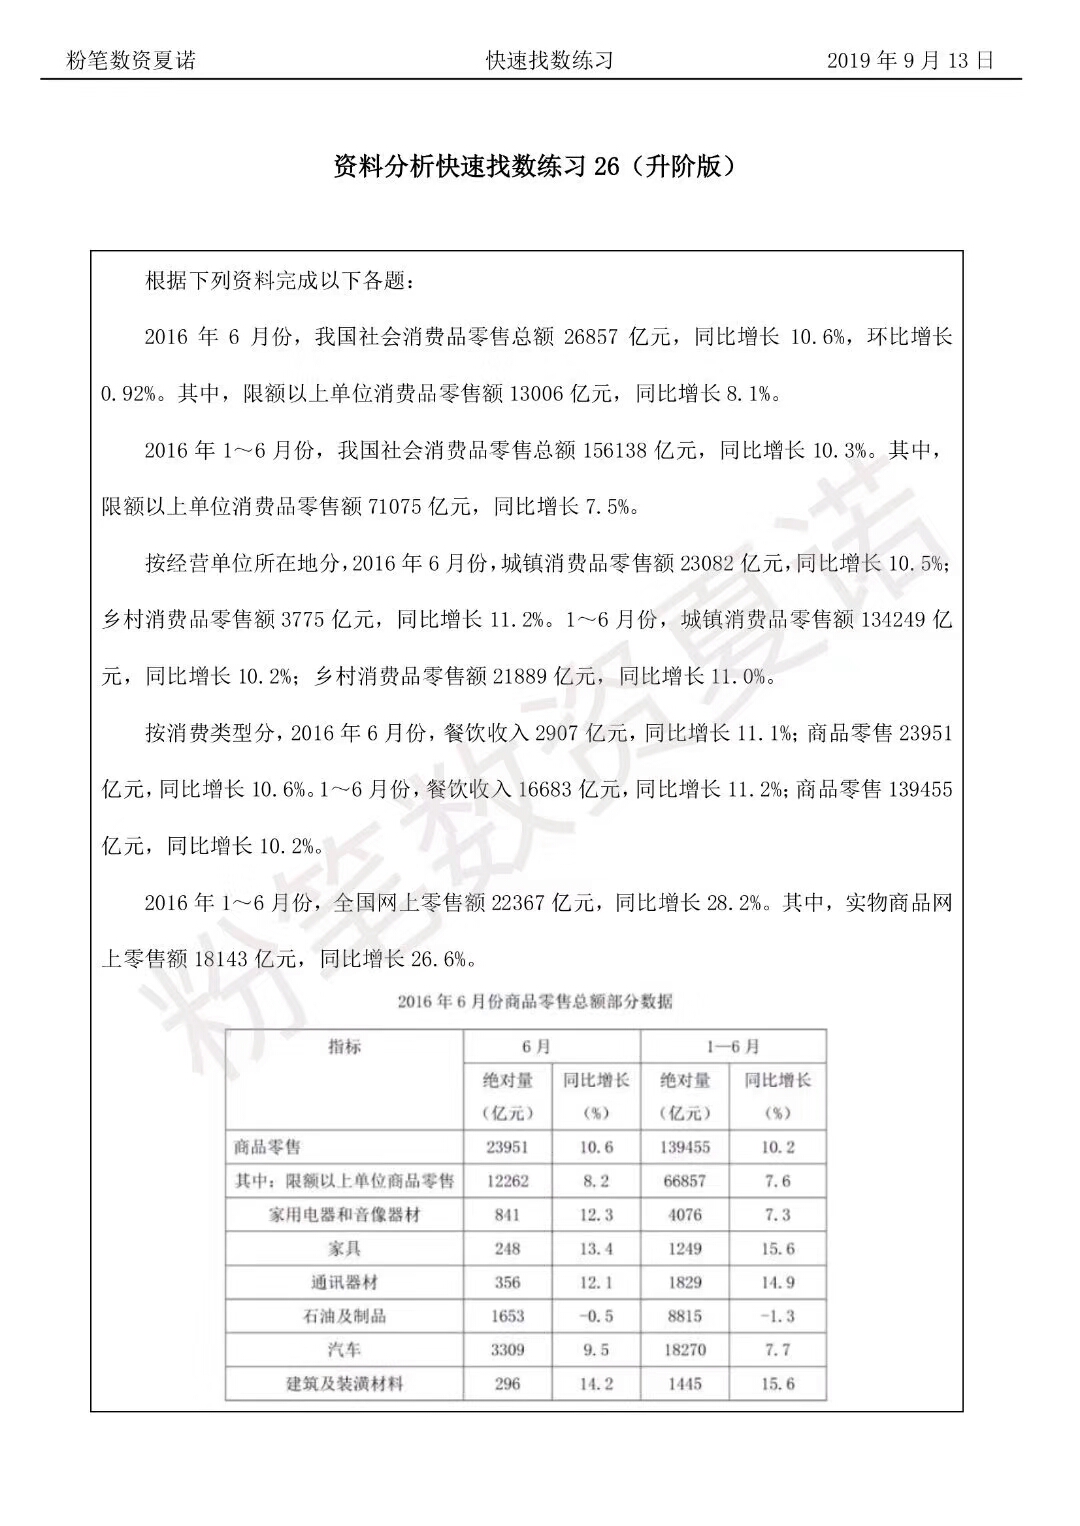 粉笔数资夏诺 快速找数练习 2019 年 9 月 13 日
资料分析快速找数练习 26（升阶版）
根据下列资料完成以下各题：
2016 年 6 月份，我国社会消费品零售总额 26857 亿元，同比增长 10.6%，环比增长
0.92%。其中，限额以上单位消费品零售额 13006 亿元，同比增长 8.1%。
2016 年 1～6 月份，我国社会消费品零售总额 156138 亿元，同比增长 10.3%。其中，
限额以上单位消费品零售额 71075 亿元，同比增长 7.5%。
按经营单位所在地分，2016 年 6 月份，城镇消费品零售额 23082 亿元，同比增长 10.5%；
乡村消费品零售额 3775 亿元，同比增长 11.2%。1～6 月份，城镇消费品零售额 134249 亿
元，同比增长 10.2%；乡村消费品零售额 21889 亿元，同比增长 11.0%。
按消费类型分，2016 年 6 月份，餐饮收入 2907 亿元，同比增长 11.1%；商品零售 23951
亿元，同比增长 10.6%。1～6 月份，餐饮收入 16683 亿元，同比增长 11.2%；商品零售 139455
亿元，同比增长 10.2%。
2016 年 1～6 月份，全国网上零售额 22367 亿元，同比增长 28.2%。其中，实物商品网
上零售额 18143 亿元，同比增长 26.6%。
2016 年 6 月份商品零售总额部分数据
指标 6 月 1—6 月
绝对量 同比增长 绝对量 同比增长
（亿元） （%） （亿元） （%）
商品零售 23951 10.6 139455 10.2
其中：限额以上单位商品零售 12262 8.2 66857 7.6
家用电器和音像器材 841 12.3 4076 7.3
家具 248 13.4 1249 15.6
通讯器材 356 12.1 1829 14.9
石油及制品 1653 -0.5 8815 -1.3
汽车 3309 9.5 18270 7.7
建筑及装潢材料 296 14.2 1445 15.6
粉笔数资夏诺